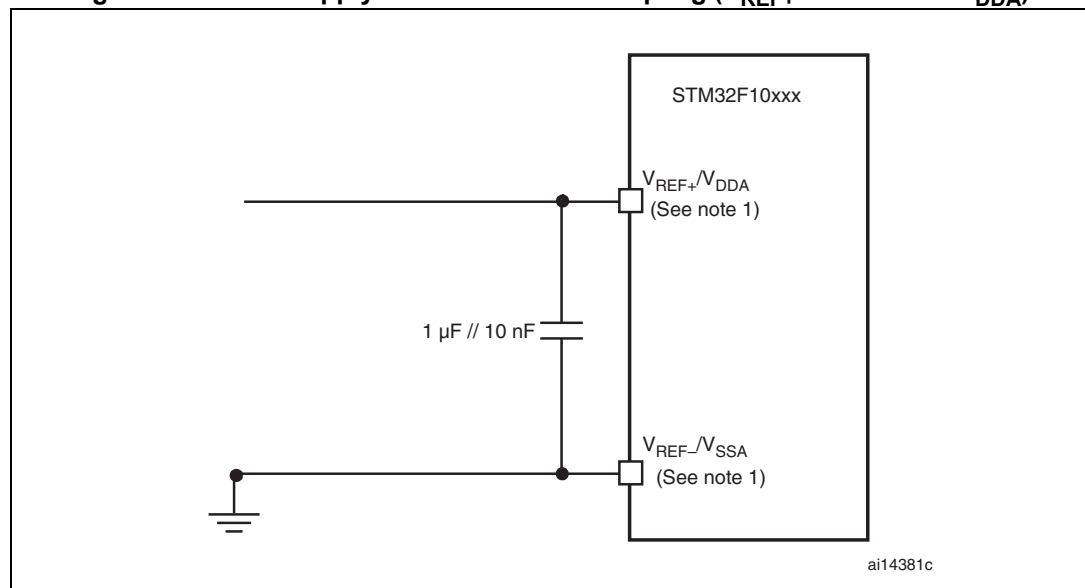 STM32F10xxx
VREF+/VDDA
(See note 1)
1 µF // 10 nF
VREF–/VSSA
(See note 1)
ai14381c